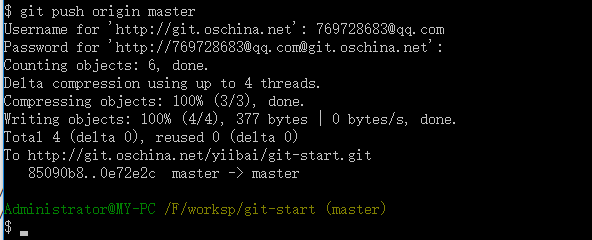 $ git push origin master
Username for 'http://git.oschina.net': 769728683@qq.com
Password for 'http://769728683@qq.com@git.oschina.net':
Counting objects: 6, done.
Delta compression using up to 4 threads.
Compressing objects: 100% (3/3), done.
Writing objects: 100% (4/4), 377 bytes | 0 bytes/s, done.
Total 4 (delta 0), reused 0 (delta 0)
To http://git.oschina.net/yiibai/git-start.git
   85090b8..0e72e2c  master -> master
Administrator@MY-PC /F/worksp/git-start (master)
$